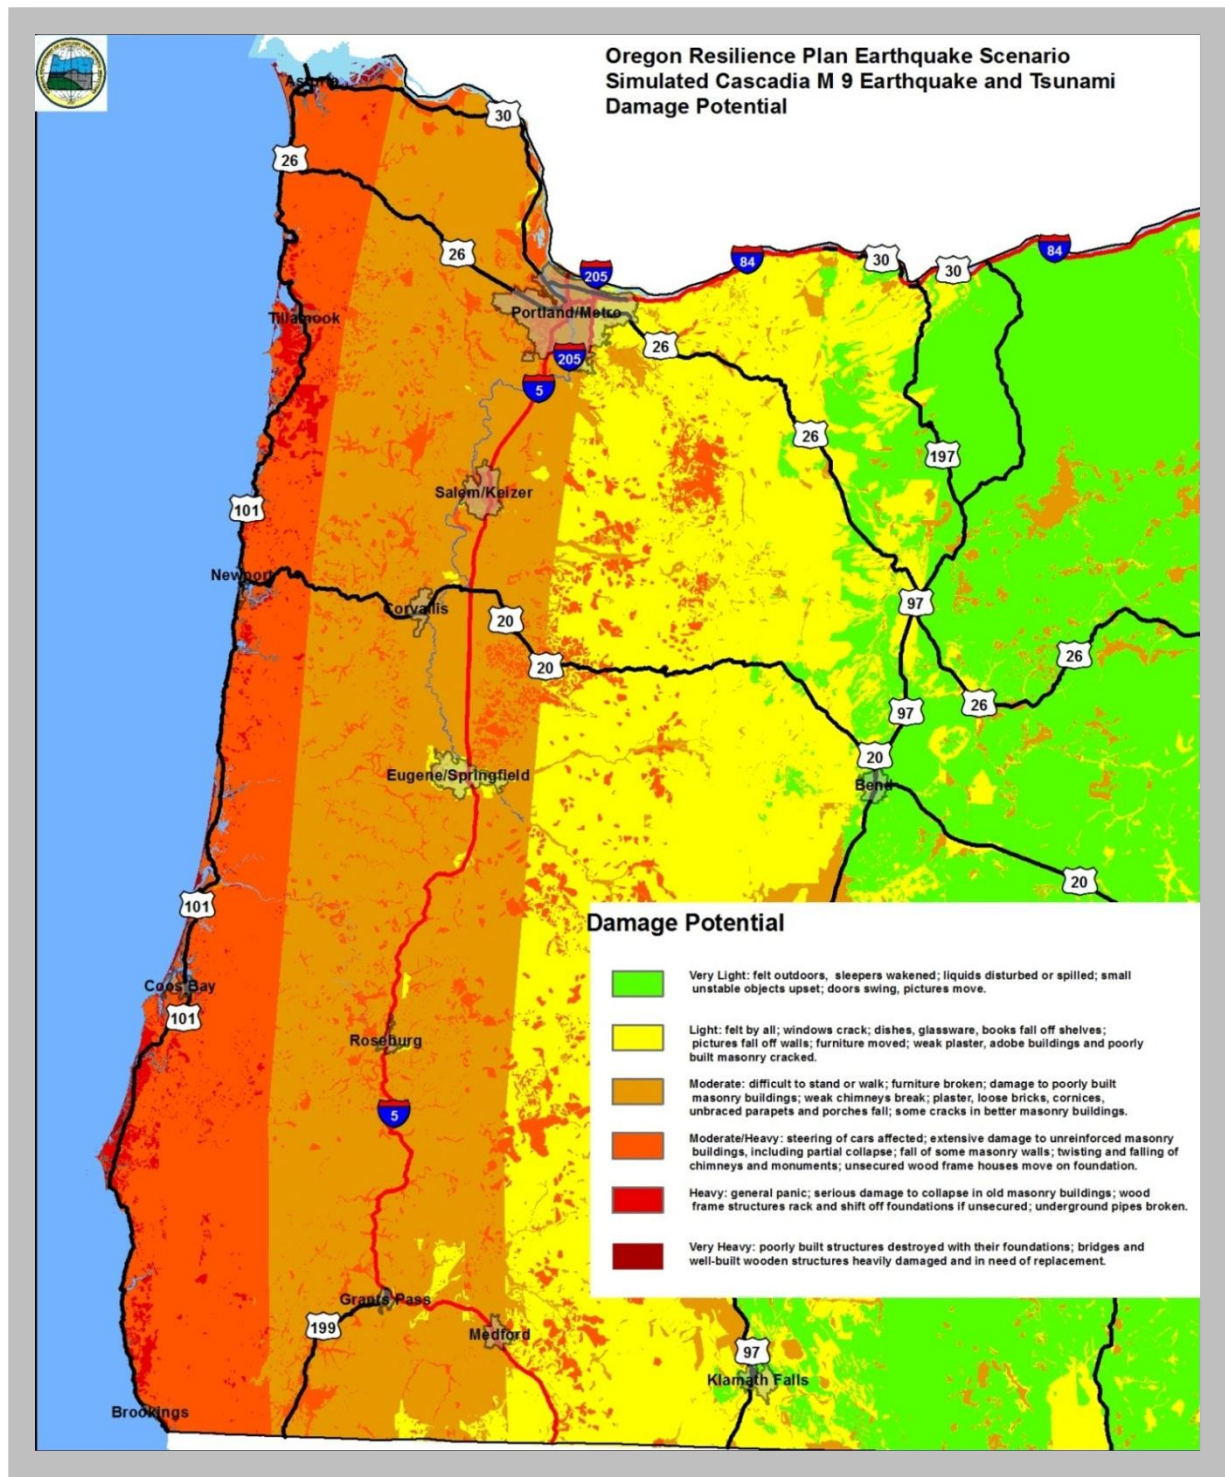 Oregon Resilience Plan Earthquake Scenario
Simulated Cascadia M 9 Earthquake and Tsunami
Damage Potential
Astoria
30
26
26
205
84
30
30
84
Tillamook
Portland/Metro
26
205
5
26
197
Salem/Keizer
101
Newport
Corvallis
20
97
20
26
97
26
20
Eugene/Springfield
Bend
20
101
Coos Bay
101
Roseburg
5
Grants Pass
199
Medford
97
Klamath Falls
Brookings
Damage Potential
Very Light: felt outdoors, sleepers wakened; liquids disturbed or spilled; small
unstable objects upset; doors swing, pictures move.
Light: felt by all; windows crack; dishes, glassware, books fall off shelves;
pictures fall off walls; furniture moved; weak plaster, adobe buildings and poorly
built masonry cracked.
Moderate: difficult to stand or walk; furniture broken; damage to poorly built
masonry buildings; weak chimneys break; plaster, loose bricks, cornices,
unbraced parapets and porches fall; some cracks in better masonry buildings.
Moderate/Heavy: steering of cars affected; extensive damage to unreinforced masonry
buildings, including partial collapse; fall of some masonry walls; twisting and falling of
chimneys and monuments; unsecured wood frame houses move on foundation.
Heavy: general panic; serious damage to collapse in old masonry buildings; wood
frame structures rack and shift off foundations if unsecured; underground pipes broken.
Very Heavy: poorly built structures destroyed with their foundations; bridges and
well-built wooden structures heavily damaged and in need of replacement.